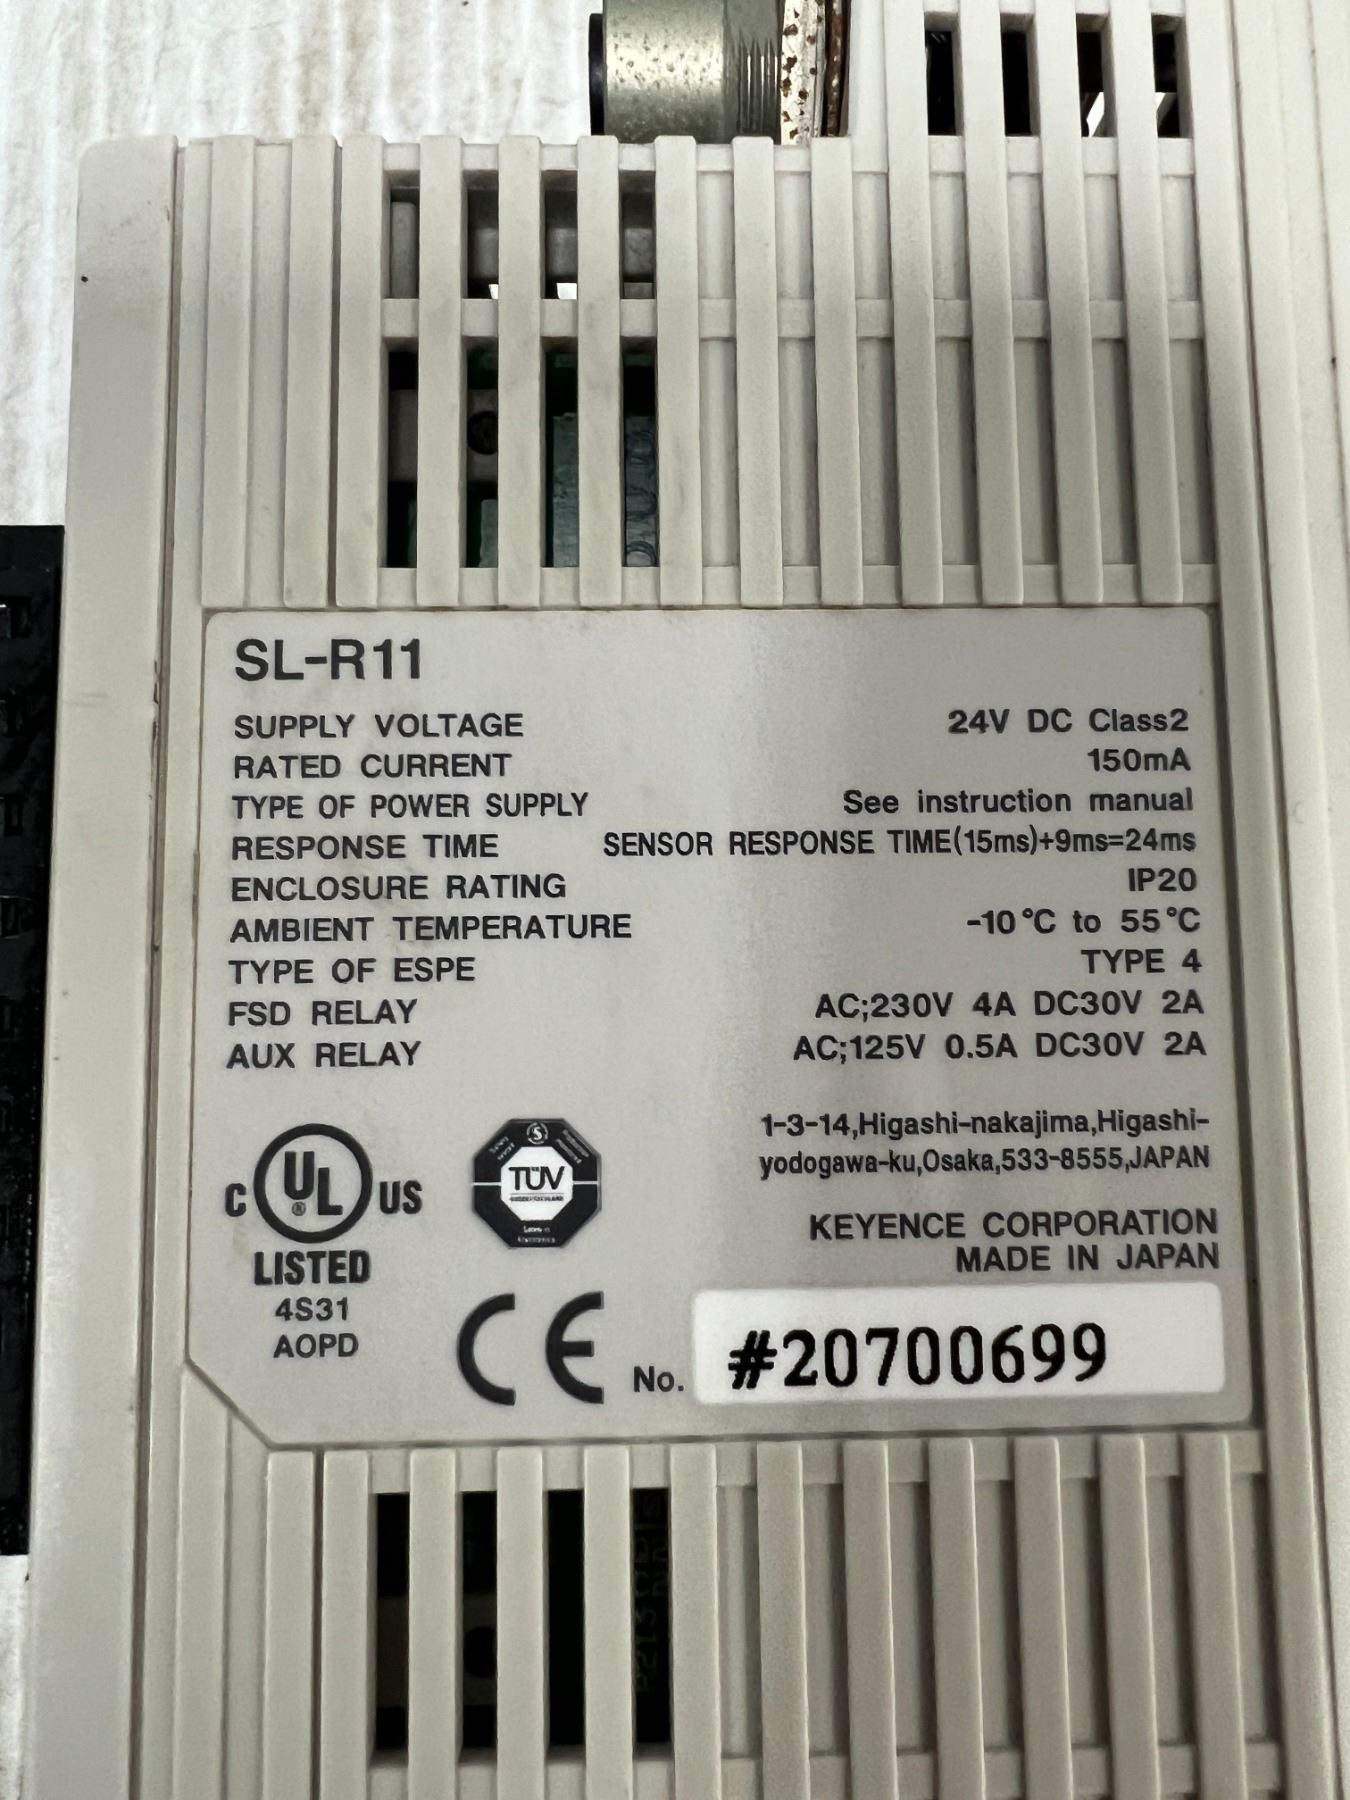 SL-R11
SUPPLY VOLTAGE 24V DC Class2
RATED CURRENT 150mA
TYPE OF POWER SUPPLY See instruction manual
RESPONSE TIME SENSOR RESPONSE TIME(15ms)+9ms=24ms
ENCLOSURE RATING IP20
AMBIENT TEMPERATURE -10°C to 55°C
TYPE OF ESPE TYPE 4
FSD RELAY AC;230V 4A DC30V 2A
AUX RELAY AC;125V 0.5A DC30V 2A
1-3-14,Higashi-nakajima,Higashi-
yodogawa-ku,Osaka,533-8555,JAPAN
KEYENCE CORPORATION
MADE IN JAPAN
C UL ® US
LISTED
4S31
AOPD
TÜV
CE
No. #20700699